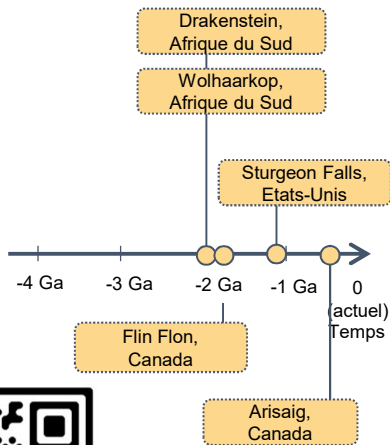 Drakenstein,
Afrique du Sud
Wolhaarkop,
Afrique du Sud
Sturgeon Falls,
Etats-Unis
-4 Ga
-3 Ga
-2 Ga
-1 Ga
0
(actuel)
Temps
Flin Flon,
Canada
Arisaig,
Canada